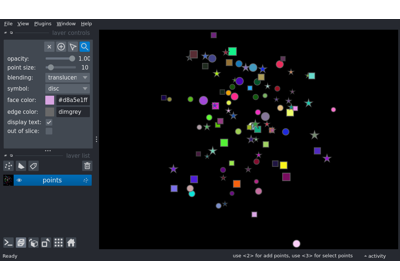 File View Plugins Window Help
layer controls
opacity: 1.00
point size: 10
blending: translucen
symbol: disc
face color: #d8a5e1ff
edge color: dimgrey
display text:
out of slice:
layer list
points
use <2> for add points, use <3> for select points activity